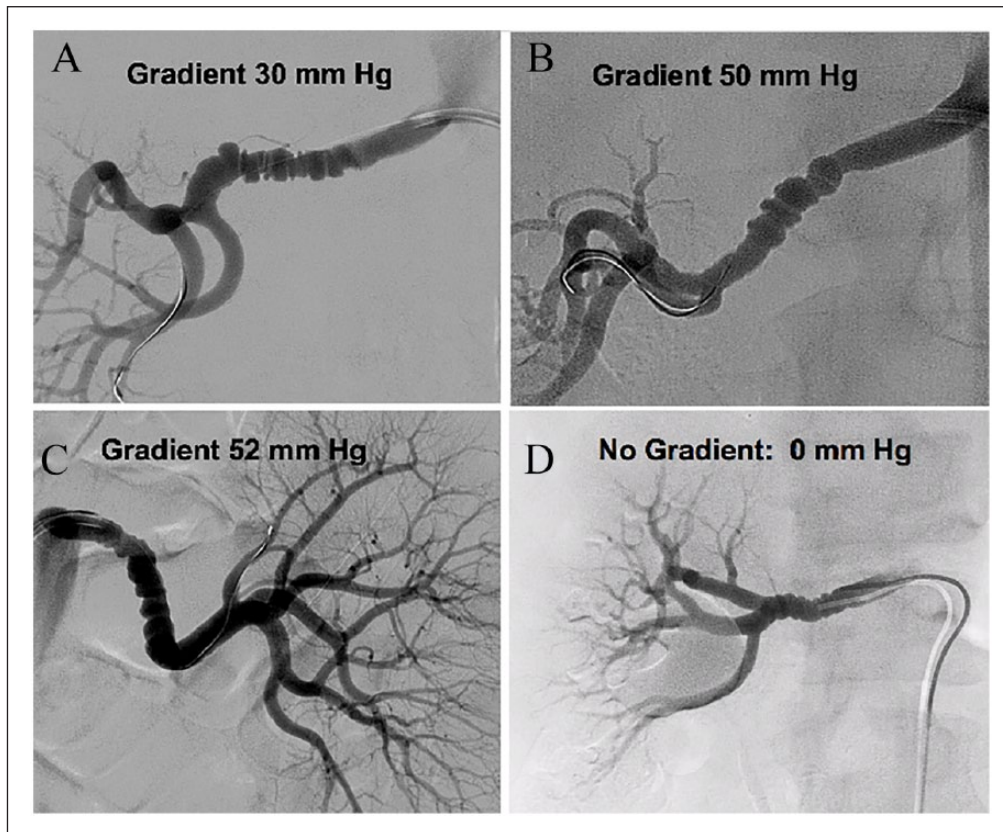 A
Gradient 30 mm Hg
B
Gradient 50 mm Hg
C
Gradient 52 mm Hg
D
No Gradient: 0 mm Hg